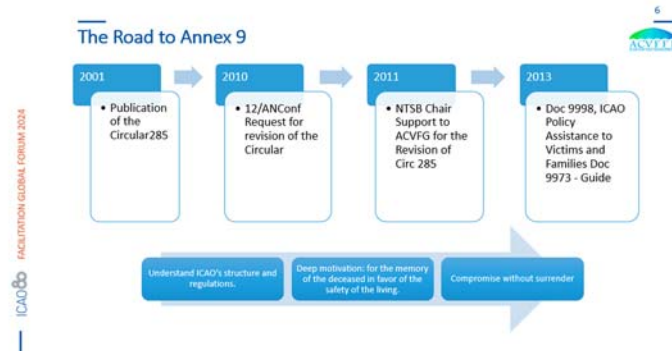 6
The Road to Annex 9
ACVFFI
2001
• Publication
of the
Circular285
2010
• 12/ANConf
Request for
revision of the
Circular
2011
• NTSB Chair
Support to
ACVFG for the
Revision of
Circ 285
2013
• Doc 9998, ICAO
Policy
Assistance to
Victims and
Families Doc
9973 - Guide
Understand ICAO's structure and
regulations.
Deep motivation: for the memory
of the deceased in favor of the
safety of the living.
Compromise without surrender
ICAO 80
FACILITATION GLOBAL FORUM 2024